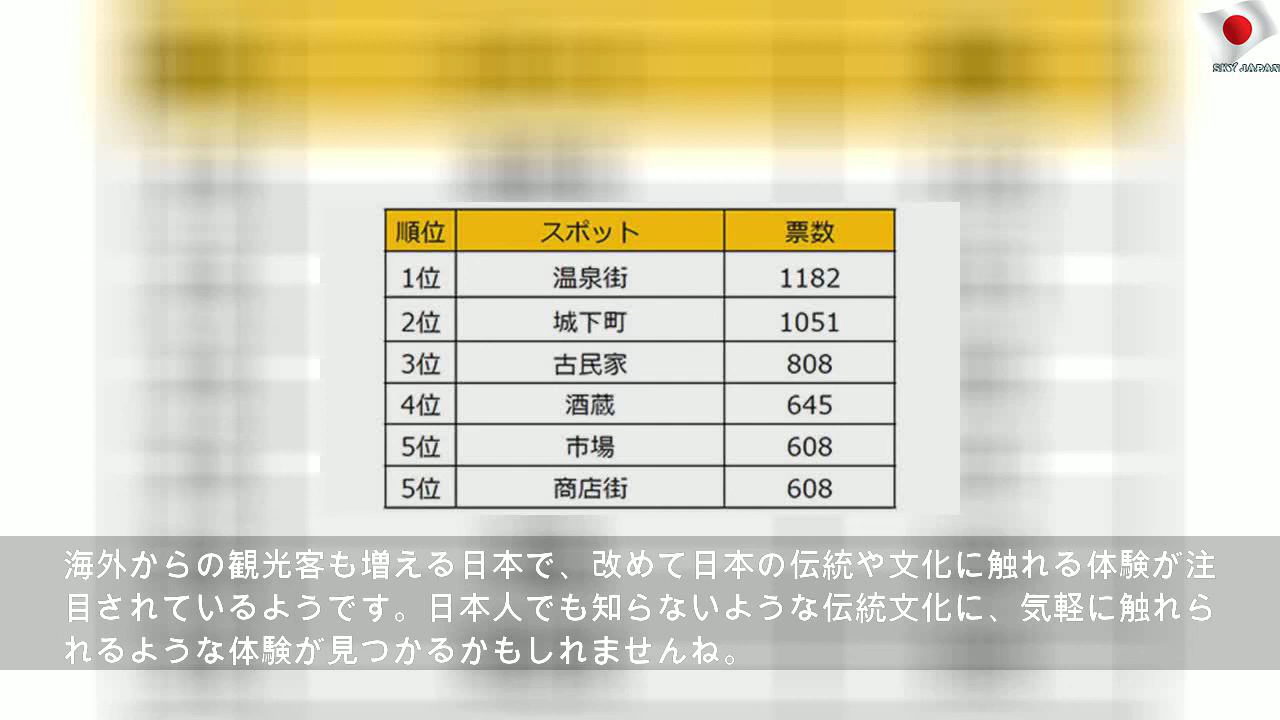 SKY JAPAN
順位 スポット 票数
1位 温泉街 1182
2位 城下町 1051
3位 古民家 808
4位 酒蔵 645
5位 市場 608
5位 商店街 608
海外からの観光客も増える日本で、改めて日本の伝統や文化に触れる体験が注
目されているようです。日本人でも知らないような伝統文化に、気軽に触れら
れるような体験が見つかるかもしれませんね。